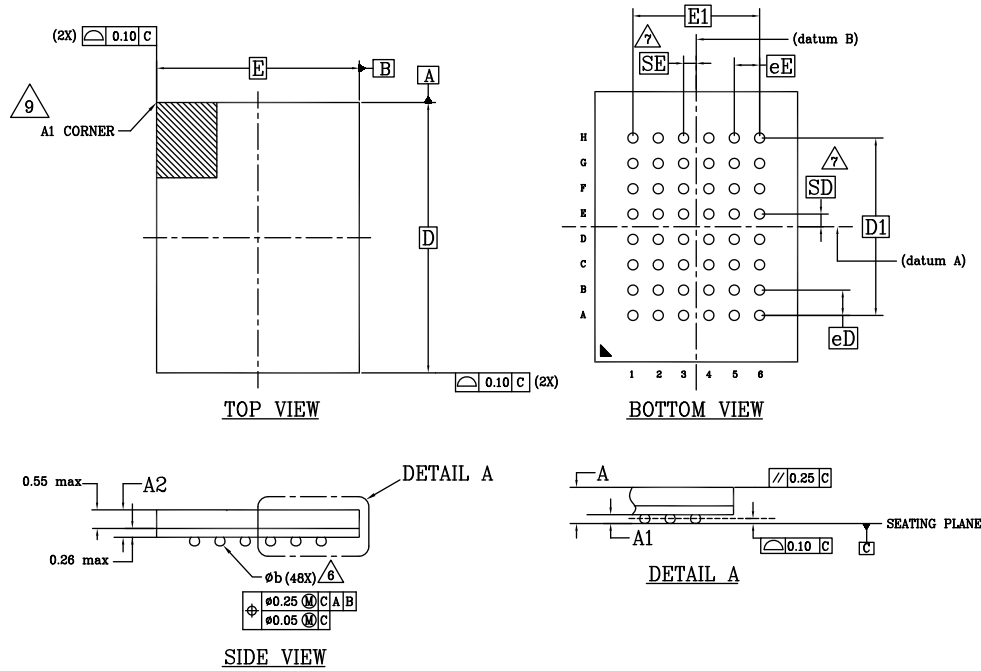 (2X) ⌓ 0.10 C
E
B
A
9
A1 CORNER
D
⌓ 0.10 C (2X)
TOP VIEW
E1
7
(datum B)
SE
eE
H
G
F
E
D
C
B
A
7
SD
D1
(datum A)
eD
1 2 3 4 5 6
BOTTOM VIEW
0.55 max
A2
DETAIL A
0.26 max
øb (48X) 6
⌖ ø0.25 Ⓜ C A B
ø0.05 Ⓜ C
SIDE VIEW
A
// 0.25 C
SEATING PLANE
A1
⌓ 0.10 C
C
DETAIL A